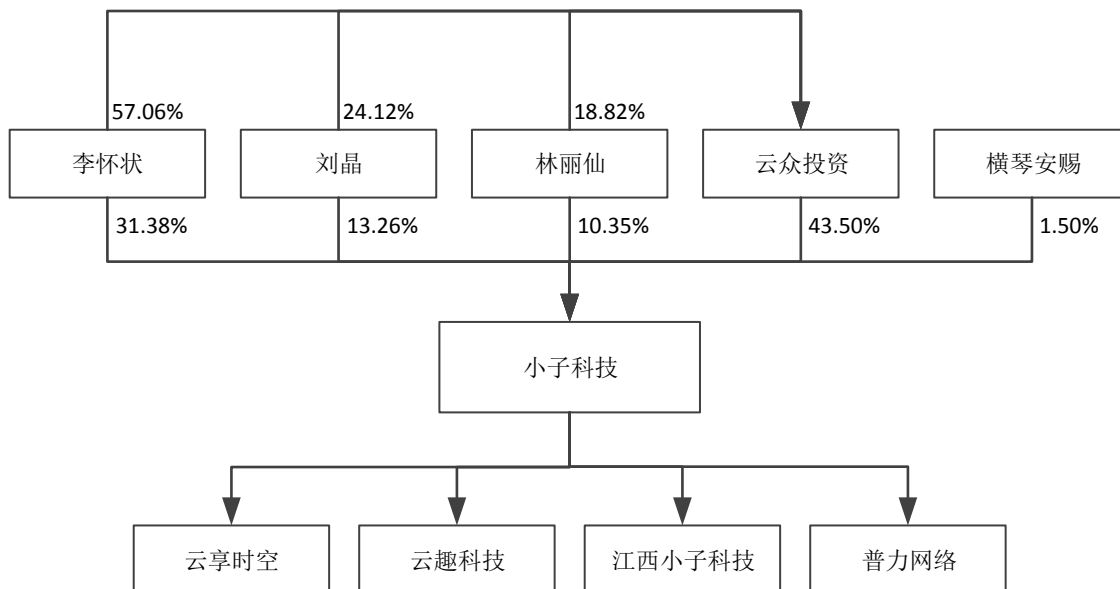 57.06%
24.12%
18.82%
李怀状
刘晶
林丽仙
云众投资
横琴安赐
31.38%
13.26%
10.35%
43.50%
1.50%
小子科技
云享时空
云趣科技
江西小子科技
普力网络